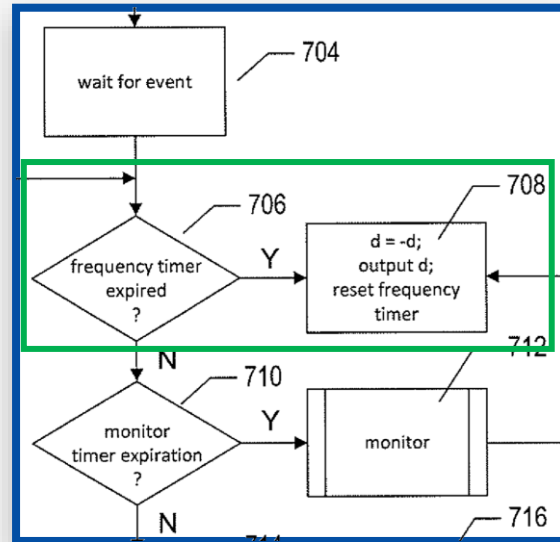 704
wait for event
708
706
d = -d;
output d;
reset frequency
timer
frequency timer
expired
?
Y
N
712
710
Y
monitor
timer expiration
?
monitor
N
716